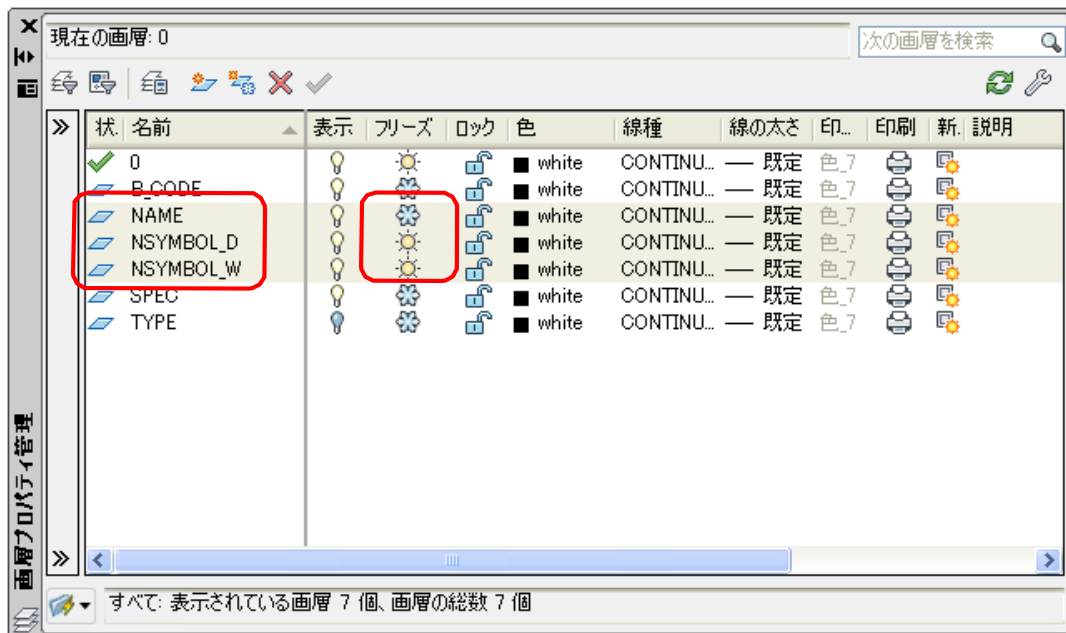 現在の画層: 0
次の画層を検索
状. 名前 表示 フリーズ ロック 色 線種 線の太さ 印... 印刷 新. 説明
0 white CONTINU... 既定 色_7
B_CODE white CONTINU... 既定 色_7
NAME white CONTINU... 既定 色_7
NSYMBOL_D white CONTINU... 既定 色_7
NSYMBOL_W white CONTINU... 既定 色_7
SPEC white CONTINU... 既定 色_7
TYPE white CONTINU... 既定 色_7
画層プロパティ管理
すべて: 表示されている画層 7 個、画層の総数 7 個